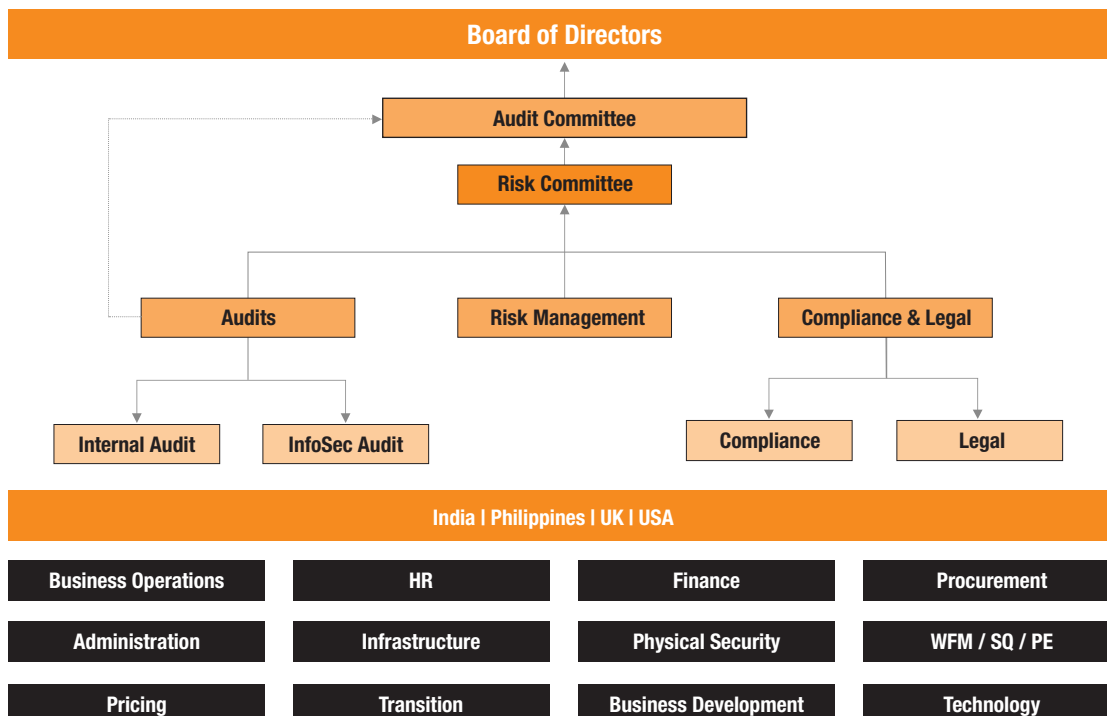 Board of Directors
Audit Committee
Risk Committee
Audits
Risk Management
Compliance & Legal
Internal Audit
InfoSec Audit
Compliance
Legal
India | Philippines | UK | USA
Business Operations
HR
Finance
Procurement
Administration
Infrastructure
Physical Security
WFM / SQ / PE
Pricing
Transition
Business Development
Technology